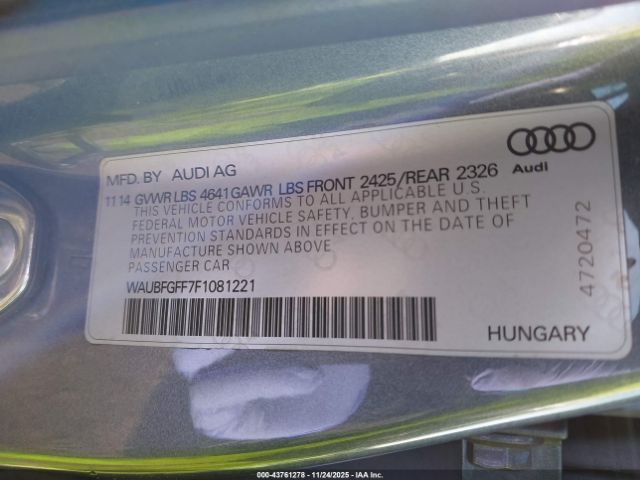 MFD.BY AUDI AG
11 14 GVWR LBS 4641 GAWR LBS FRONT 2425/REAR 2326
THIS VEHICLE CONFORMS TO ALL APPLICABLE U.S.
FEDERAL MOTOR VEHICLE SAFETY. BUMPER AND THEFT
PREVENTION STANDARDS IN EFFECT ON THE DATE OF
MANUFACTURE SHOWN ABOVE
PASSENGER CAR
WAUBFGFF7F1081221
Audi
4720472
HUNGARY
00-43761278 - 11/24/2025 - IAA Inc.